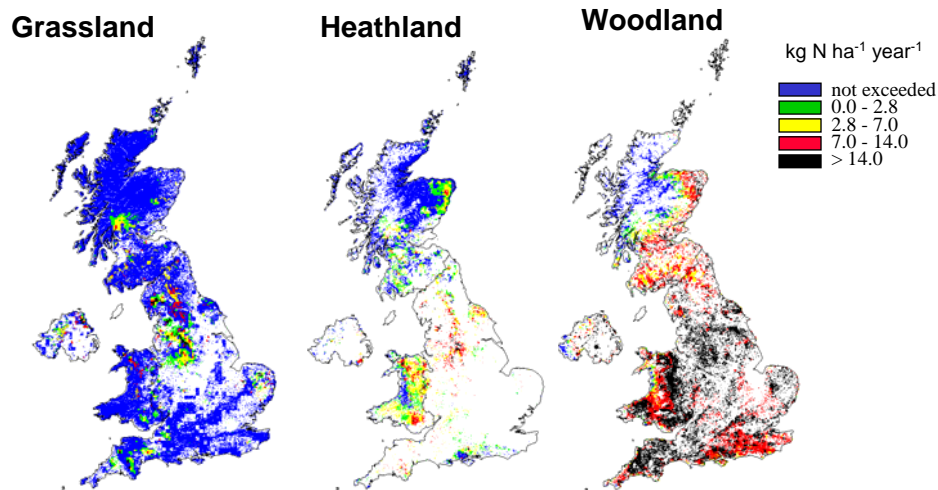 Grassland
Heathland
Woodland
kg N ha⁻¹ year⁻¹
not exceeded
0.0 - 2.8
2.8 - 7.0
7.0 - 14.0
> 14.0